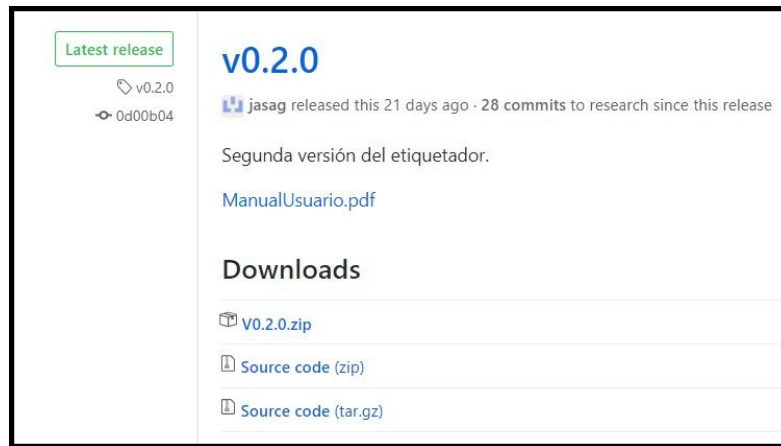 Latest release
v0.2.0
0d00b04
v0.2.0
jasag released this 21 days ago · 28 commits to research since this release
Segunda versión del etiquetador.
ManualUsuario.pdf
Downloads
V0.2.0.zip
Source code (zip)
Source code (tar.gz)